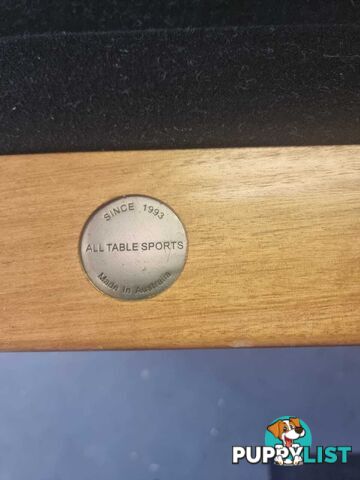 SINCE 1993
ALL TABLE SPORTS
Made in Australia
PUPPYLIST